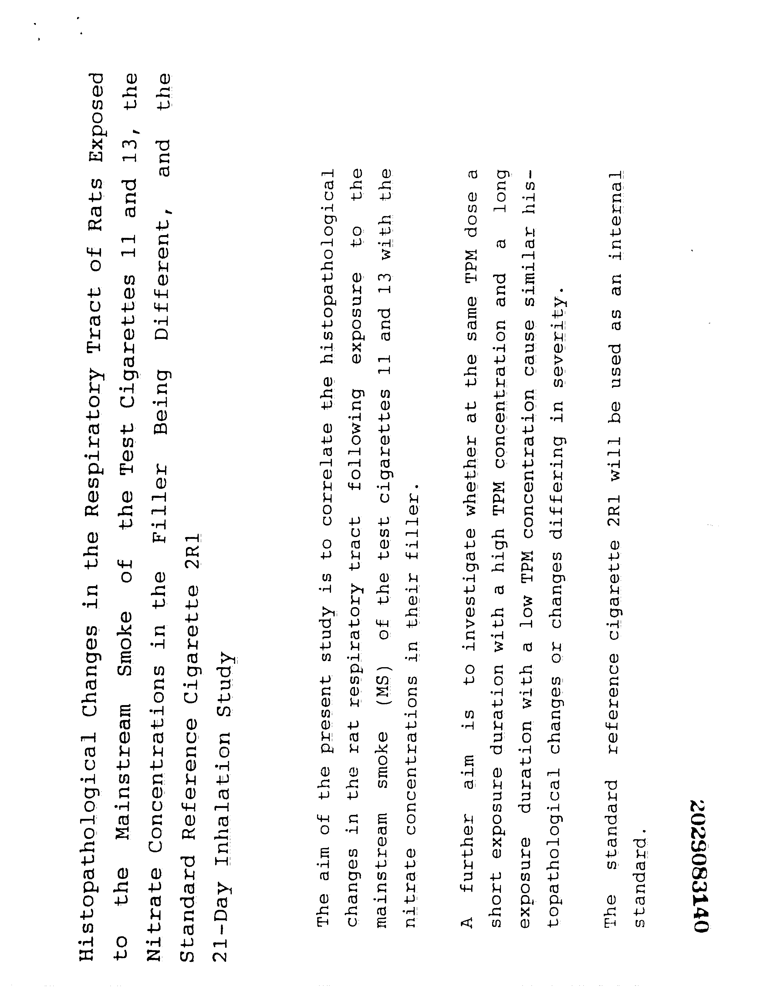 Histopathological Changes in the Respiratory Tract of Rats Exposed
to the Mainstream Smoke of the Test Cigarettes 11 and 13, the
Nitrate Concentrations in the Filler Being Different, and the
Standard Reference Cigarette 2R1
21-Day Inhalation Study
The aim of the present study is to correlate the histopathological
changes in the rat respiratory tract following exposure to the
mainstream smoke (MS) of the test cigarettes 11 and 13 with the
nitrate concentrations in their filler.
A further aim is to investigate whether at the same TPM dose a
short exposure duration with a high TPM concentration and a long
exposure duration with a low TPM concentration cause similar his-
topathological changes or changes differing in severity.
The standard reference cigarette 2R1 will be used as an internal
standard.
2029083140